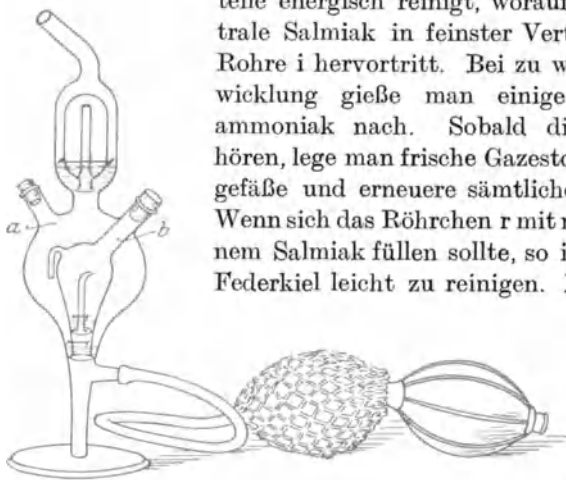 teile energisch reinigt, worau
trale Salmiak in feinster Vert
Rohre i hervortritt. Bei zu w
wicklung gieße man einige
ammoniak nach. Sobald di
hören, lege man frische Gazesto
gefäße und erneuere sämtliche
Wenn sich das Röhrchen r mit r
nem Salmiak füllen sollte, so i
Federkiel leicht zu reinigen.
a
b